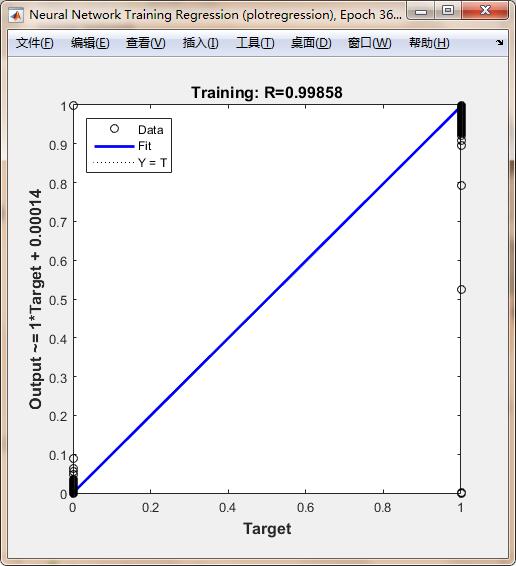 Neural Network Training Regression (plotregression), Epoch 36...
文件(F) 编辑(E) 查看(V) 插入(I) 工具(T) 桌面(D) 窗口(W) 帮助(H)
Training: R=0.99858
Output ~= 1*Target + 0.00014
1
0.9
0.8
0.7
0.6
0.5
0.4
0.3
0.2
0.1
0
Data
Fit
Y = T
0 0.2 0.4 0.6 0.8 1
Target